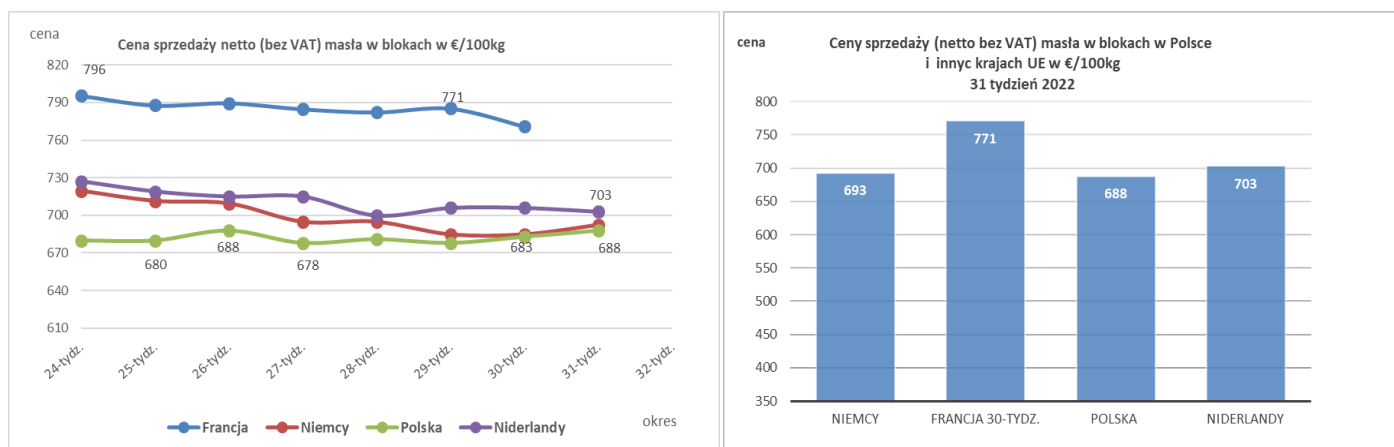 cena
Cena sprzedaży netto (bez VAT) masła w blokach w €/100kg
820
790
760
730
700
670
640
610
796
771
703
680
688
678
683
688
24-tydz.
25-tydz.
26-tydz.
27-tydz.
28-tydz.
29-tydz.
30-tydz.
31-tydz.
32-tydz.
okres
Francja Niemcy Polska Niderlandy
cena
Ceny sprzedaży (netto bez VAT) masła w blokach w Polsce
i innyc krajach UE w €/100kg
31 tydzień 2022
800
750
700
650
600
550
500
450
400
350
693
771
688
703
NIEMCY
FRANCJA 30-TYDZ.
POLSKA
NIDERLANDY